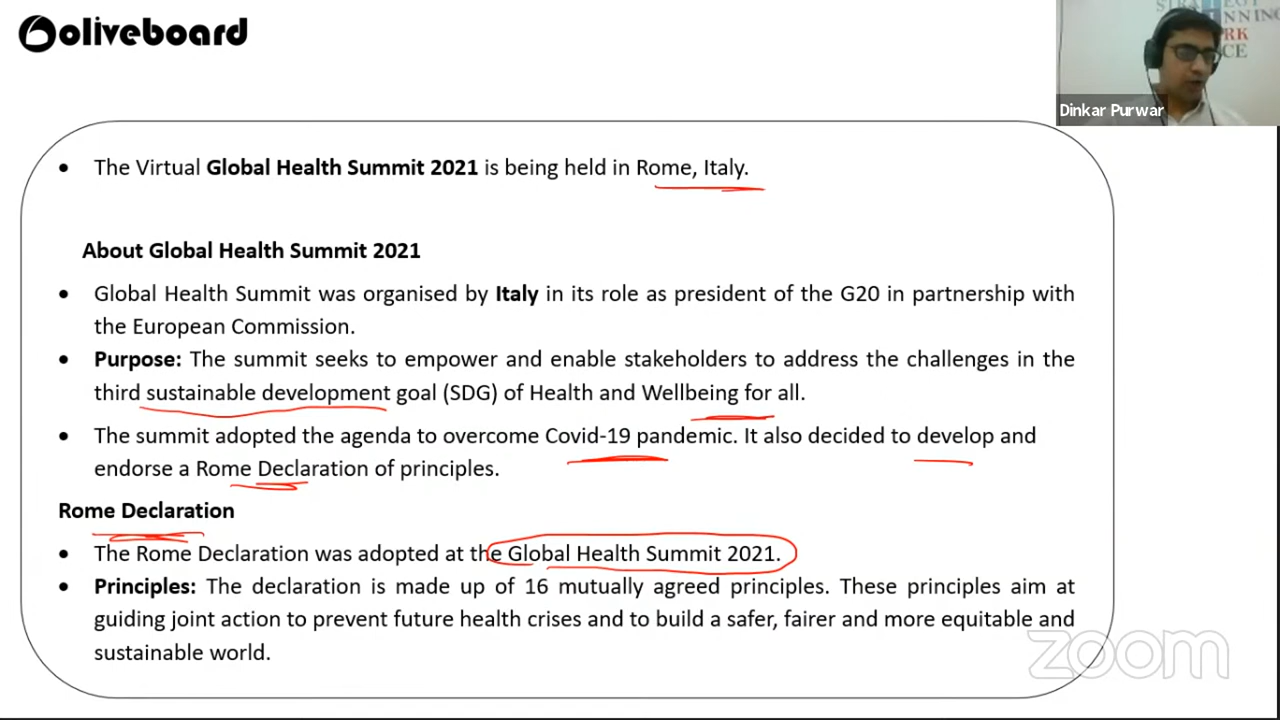 oliveboard
STRATEGY
NNING
RK
CE
Dinkar Purwar
• The Virtual Global Health Summit 2021 is being held in Rome, Italy.
About Global Health Summit 2021
• Global Health Summit was organised by Italy in its role as president of the G20 in partnership with
the European Commission.
• Purpose: The summit seeks to empower and enable stakeholders to address the challenges in the
third sustainable development goal (SDG) of Health and Wellbeing for all.
• The summit adopted the agenda to overcome Covid-19 pandemic. It also decided to develop and
endorse a Rome Declaration of principles.
Rome Declaration
• The Rome Declaration was adopted at the Global Health Summit 2021.
• Principles: The declaration is made up of 16 mutually agreed principles. These principles aim at
guiding joint action to prevent future health crises and to build a safer, fairer and more equitable and
sustainable world.
zoom